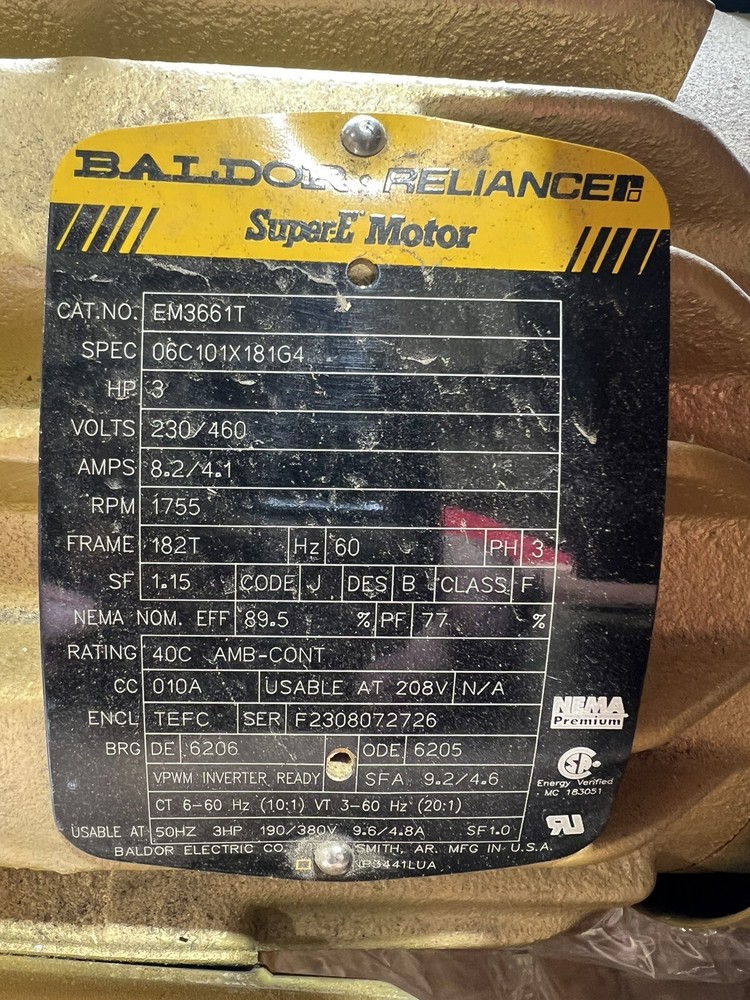 BALDOR · RELIANCE
Super-E™ Motor
CAT.NO. EM3661T
SPEC 06C101X181G4
HP 3
VOLTS 230/460
AMPS 8.2/4.1
RPM 1755
FRAME 182T Hz 60 PH 3
SF 1.15 CODE J DES B CLASS F
NEMA NOM. EFF 89.5 % PF 77 %
RATING 40C AMB-CONT
CC 010A USABLE AT 208V N/A
ENCL TEFC SER F2308072726
BRG DE 6206 ODE 6205
VPWM INVERTER READY SFA 9.2/4.6
CT 6-60 Hz (10:1) VT 3-60 Hz (20:1)
USABLE AT 50HZ 3HP 190/380V 9.6/4.8A SF1.0
BALDOR ELECTRIC CO. SMITH, AR. MFG IN U.S.A.
NP3441LUA
NEMA
Premium
Energy Verified
MC 183051